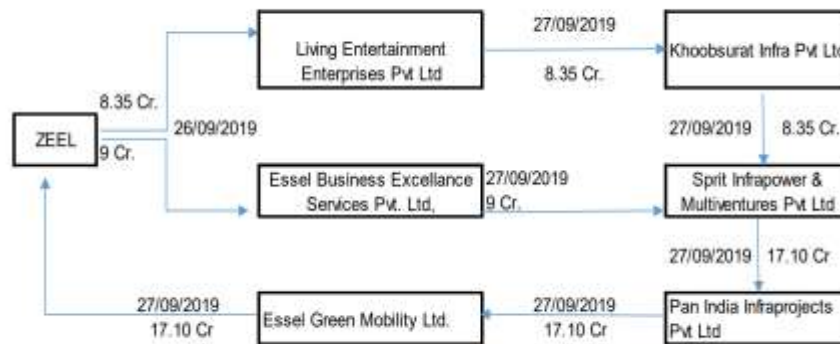 27/09/2019
Living Entertainment
Enterprises Pvt Ltd
Khoobsurat Infra Pvt Ltd
8.35 Cr.
8.35 Cr.
26/09/2019
27/09/2019
8.35 Cr.
ZEEL
9 Cr.
Essel Business Excellance
Services Pvt. Ltd,
27/09/2019
9 Cr.
Sprit Infrapower &
Multiventures Pvt Ltd
27/09/2019
17.10 Cr
27/09/2019
17.10 Cr
Essel Green Mobility Ltd.
27/09/2019
17.10 Cr
Pan India Infraprojects
Pvt Ltd